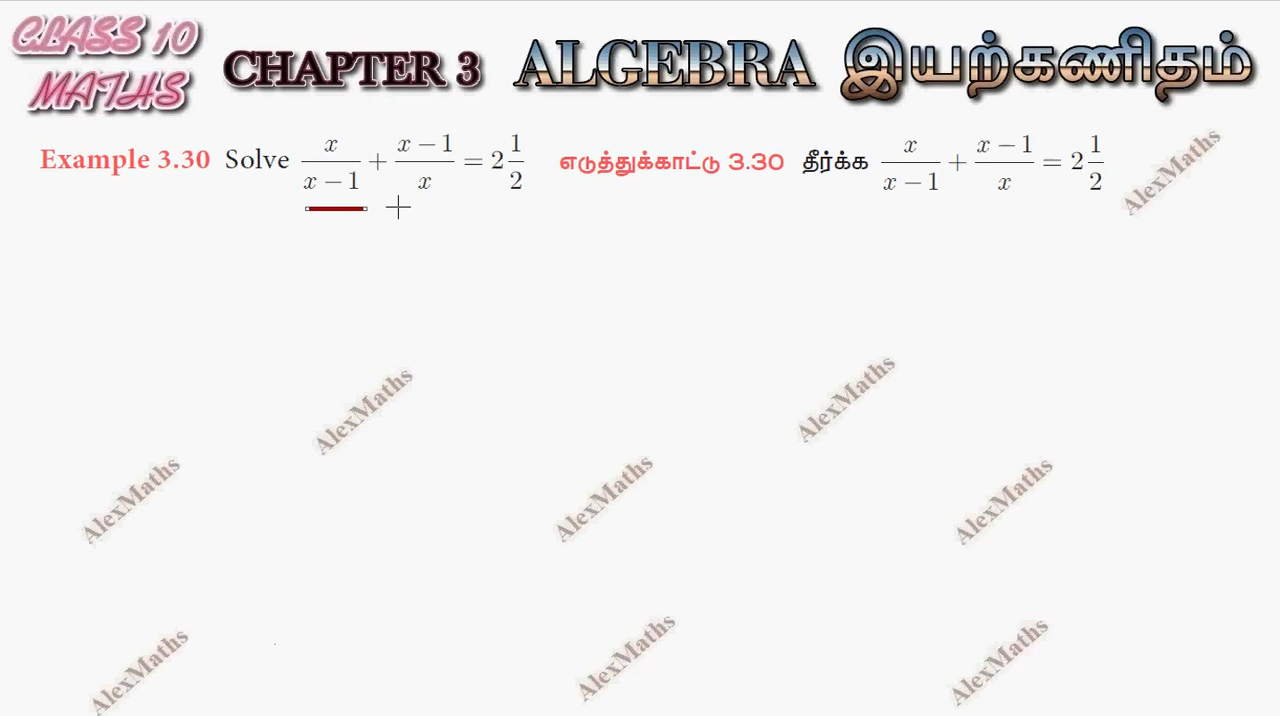 CLASS 10
MATHS
CHAPTER 3 ALGEBRA இயற்கணிதம்
Example 3.30 Solve x/(x − 1) + (x − 1)/x = 2 1/2 எடுத்துக்காட்டு 3.30 தீர்க்க x/(x − 1) + (x − 1)/x = 2 1/2
AlexMaths
AlexMaths
AlexMaths
AlexMaths
AlexMaths
AlexMaths
AlexMaths
AlexMaths
AlexMaths